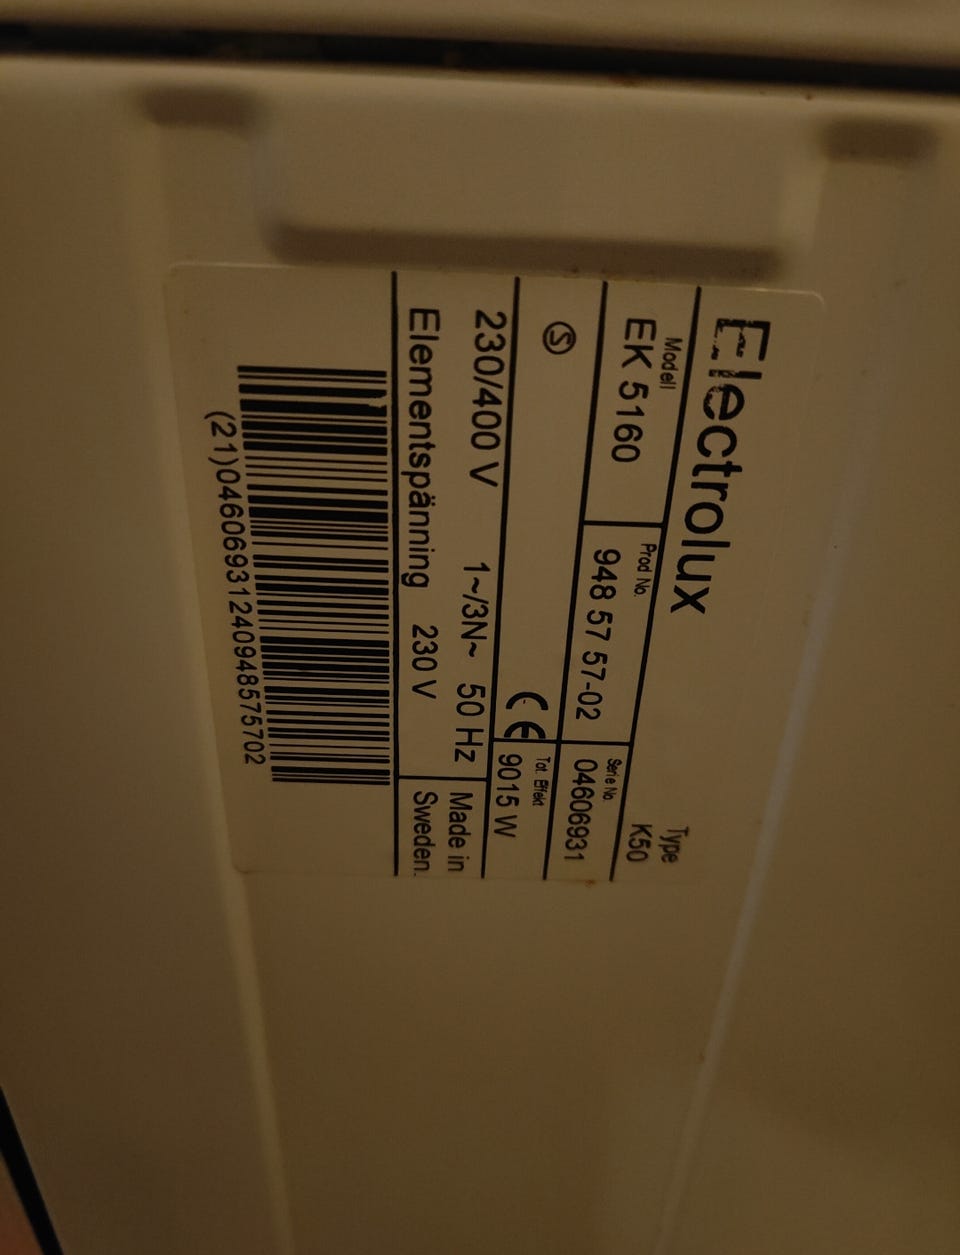 Electrolux
Type
K50
Modell
EK 5160
Prod No.
948 57 57-02
Serie No.
04606931
S
CE
Tot. Effekt
9015 W
230/400 V 1~/3N~ 50 Hz
Elementspänning 230 V
Made in
Sweden.
(21)04606931240948575702